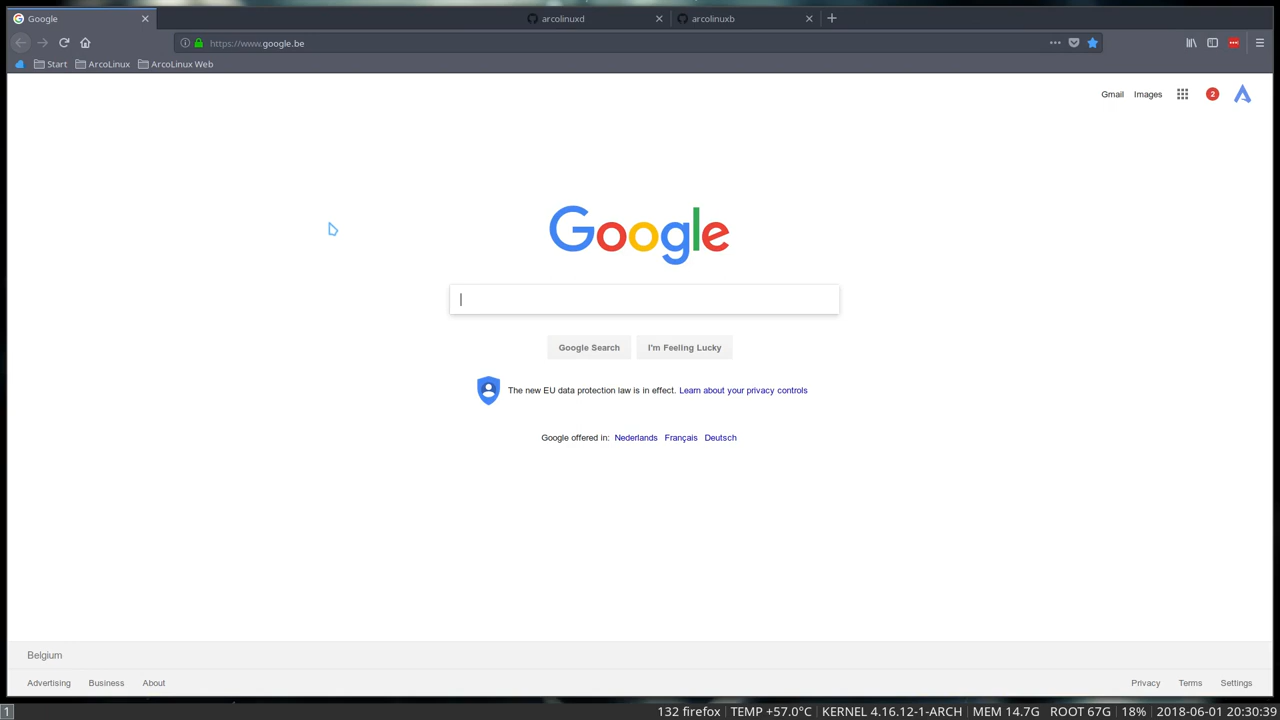 Google
arcolinuxd
arcolinuxb
https://www.google.be
Start
ArcoLinux
ArcoLinux Web
Gmail
Images
2
Google
Google Search
I'm Feeling Lucky
The new EU data protection law is in effect. Learn about your privacy controls
Google offered in: Nederlands Français Deutsch
Belgium
Advertising
Business
About
Privacy
Terms
Settings
1
132 firefox
TEMP +57.0°C
KERNEL 4.16.12-1-ARCH
MEM 14.7G
ROOT 67G
18%
2018-06-01 20:30:39